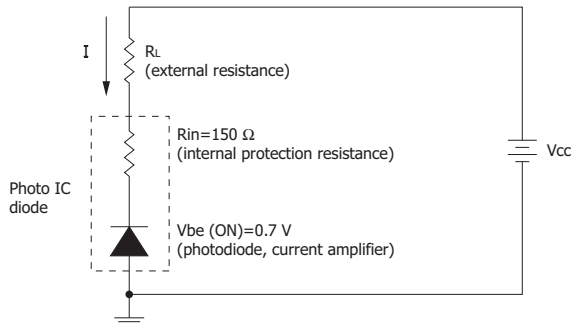 I
RL
(external resistance)
Rin=150 Ω
(internal protection resistance)
Vcc
Photo IC
diode
Vbe (ON)=0.7 V
(photodiode, current amplifier)